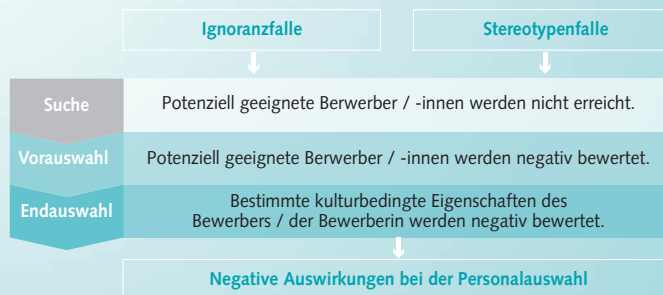 Ignoranzfalle
Stereotypenfalle
Suche
Potenziell geeignete Berwerber / -innen werden nicht erreicht.
Vorauswahl
Potenziell geeignete Berwerber / -innen werden negativ bewertet.
Endauswahl
Bestimmte kulturbedingte Eigenschaften des
Bewerbers / der Bewerberin werden negativ bewertet.
Negative Auswirkungen bei der Personalauswahl